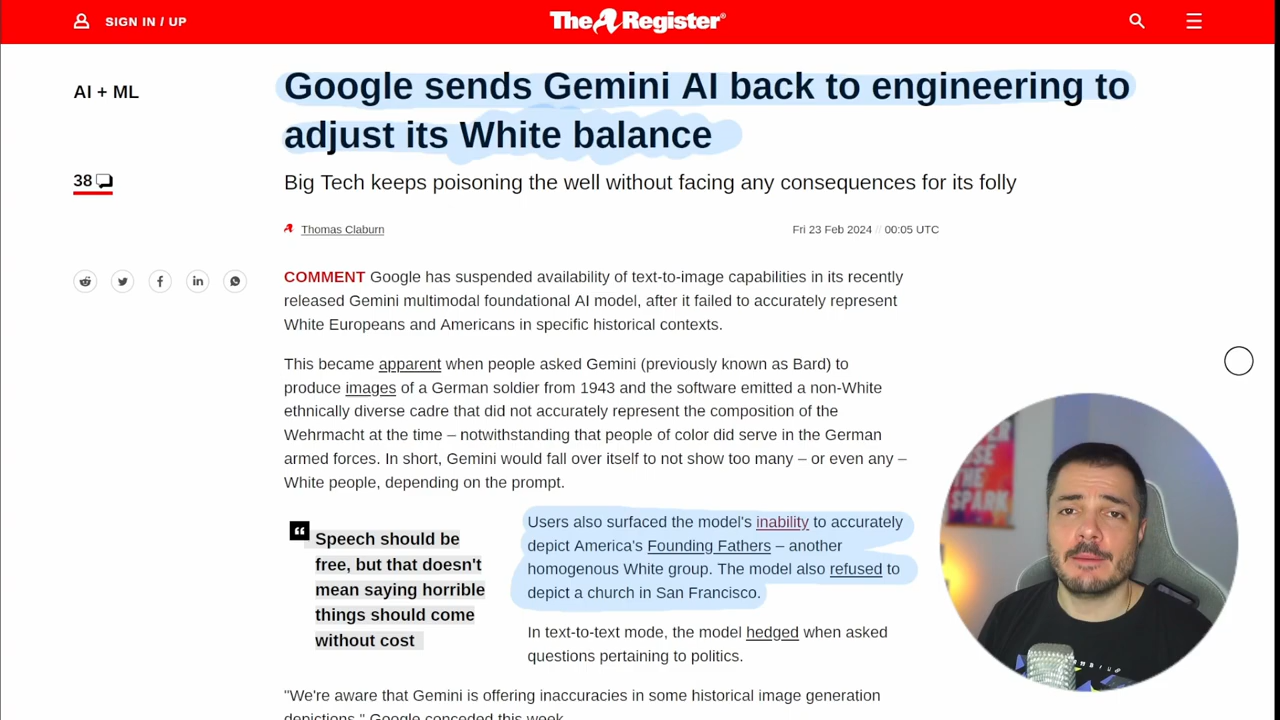 SIGN IN / UP
The Register®
AI + ML
Google sends Gemini AI back to engineering to
adjust its White balance
38
Big Tech keeps poisoning the well without facing any consequences for its folly
Thomas Claburn
Fri 23 Feb 2024 // 00:05 UTC
COMMENT Google has suspended availability of text-to-image capabilities in its recently
released Gemini multimodal foundational AI model, after it failed to accurately represent
White Europeans and Americans in specific historical contexts.
This became apparent when people asked Gemini (previously known as Bard) to
produce images of a German soldier from 1943 and the software emitted a non-White
ethnically diverse cadre that did not accurately represent the composition of the
Wehrmacht at the time – notwithstanding that people of color did serve in the German
armed forces. In short, Gemini would fall over itself to not show too many – or even any –
White people, depending on the prompt.
“
Speech should be
free, but that doesn't
mean saying horrible
things should come
without cost
Users also surfaced the model's inability to accurately
depict America's Founding Fathers – another
homogenous White group. The model also refused to
depict a church in San Francisco.
In text-to-text mode, the model hedged when asked
questions pertaining to politics.
"We're aware that Gemini is offering inaccuracies in some historical image generation
depictions," Google conceded this week.
THE
SPARK